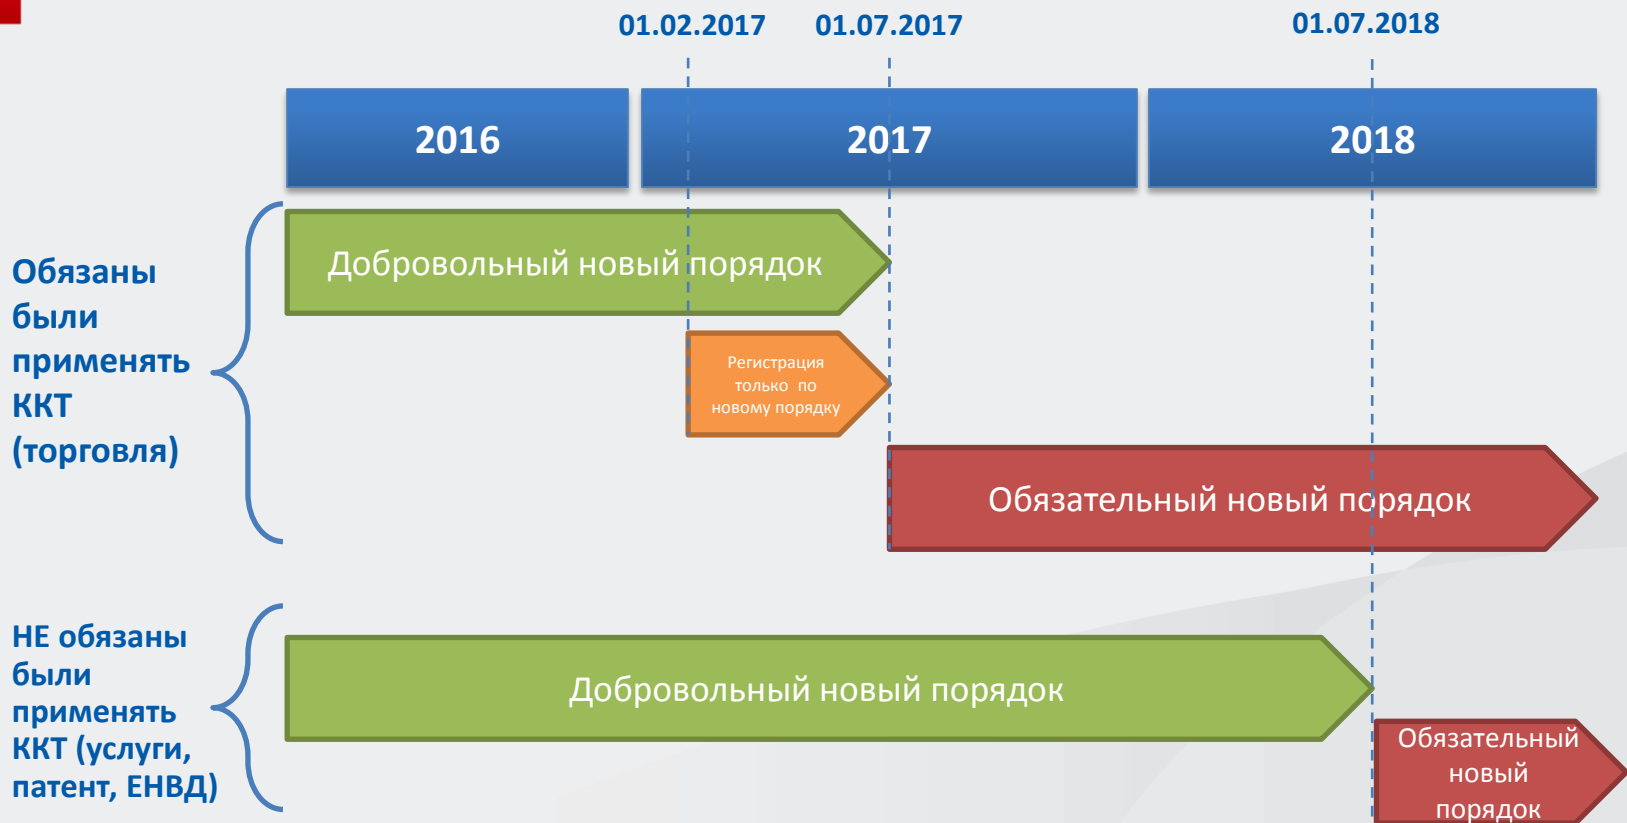 01.02.2017
01.07.2017
01.07.2018
2016
2017
2018
Обязаны
были
применять
ККТ
(торговля)
Добровольный новый порядок
Регистрация
только по
новому порядку
Обязательный новый порядок
НЕ обязаны
были
применять
ККТ (услуги,
патент, ЕНВД)
Добровольный новый порядок
Обязательный
новый
порядок